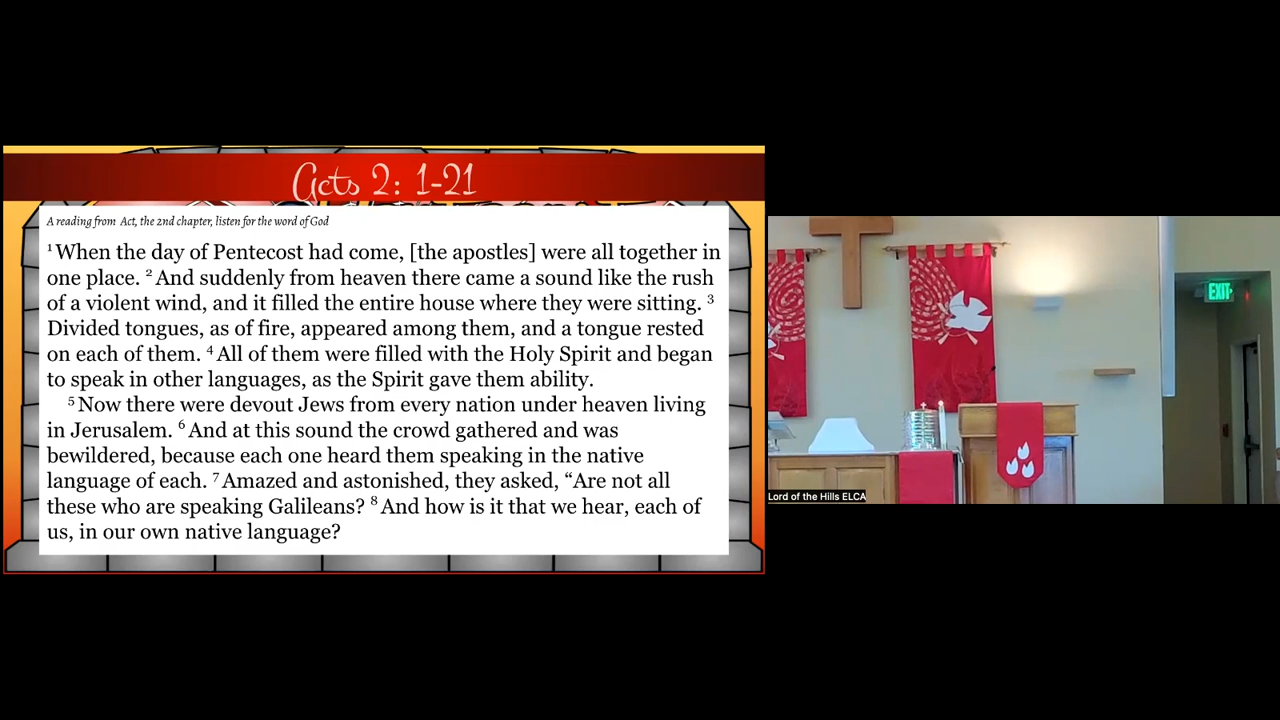 Acts 2: 1-21
A reading from Act, the 2nd chapter, listen for the word of God
1 When the day of Pentecost had come, [the apostles] were all together in
one place. 2 And suddenly from heaven there came a sound like the rush
of a violent wind, and it filled the entire house where they were sitting. 3
Divided tongues, as of fire, appeared among them, and a tongue rested
on each of them. 4 All of them were filled with the Holy Spirit and began
to speak in other languages, as the Spirit gave them ability.
5 Now there were devout Jews from every nation under heaven living
in Jerusalem. 6 And at this sound the crowd gathered and was
bewildered, because each one heard them speaking in the native
language of each. 7 Amazed and astonished, they asked, “Are not all
these who are speaking Galileans? 8 And how is it that we hear, each of
us, in our own native language?
EXIT
Lord of the Hills ELCA